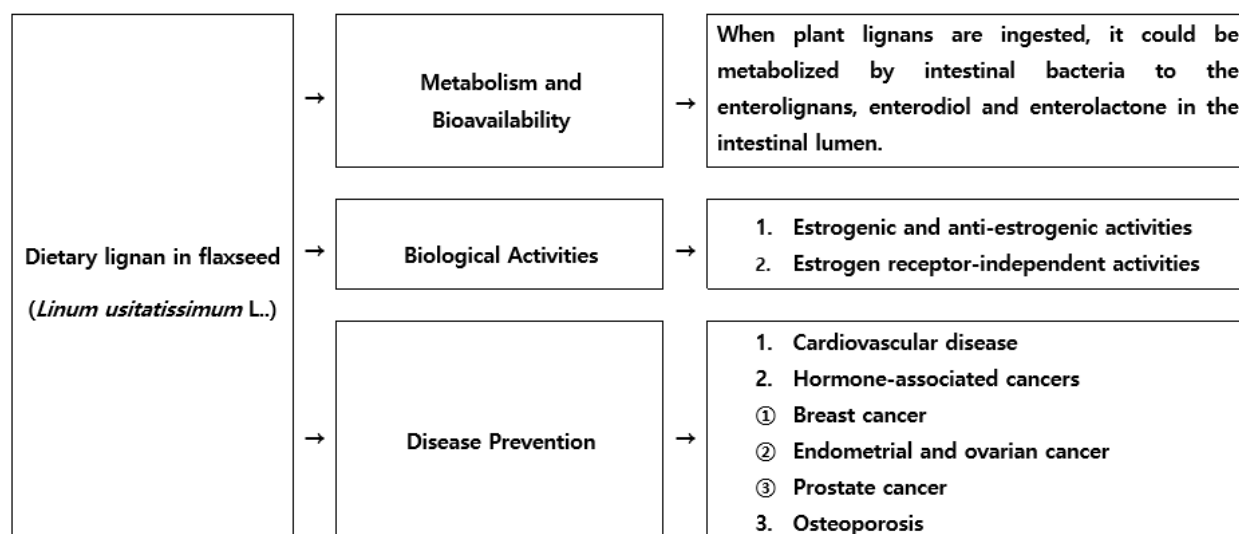 Dietary lignan in flaxseed
(Linum usitatissimum L..)
→
Metabolism and
Bioavailability
→
When plant lignans are ingested, it could be
metabolized by intestinal bacteria to the
enterolignans, enterodiol and enterolactone in the
intestinal lumen.
→
Biological Activities
→
1. Estrogenic and anti-estrogenic activities
2. Estrogen receptor-independent activities
→
Disease Prevention
→
1. Cardiovascular disease
2. Hormone-associated cancers
① Breast cancer
② Endometrial and ovarian cancer
③ Prostate cancer
3. Osteoporosis